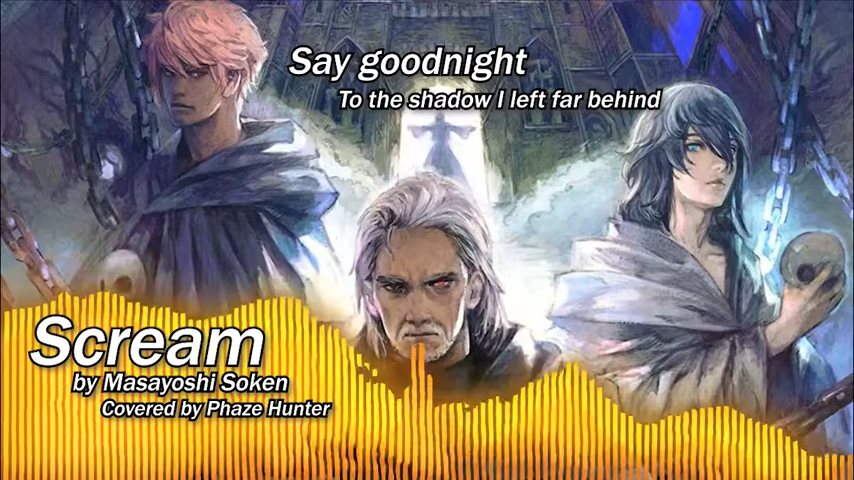 Say goodnight
To the shadow I left far behind
Scream
by Masayoshi Soken
Covered by Phaze Hunter